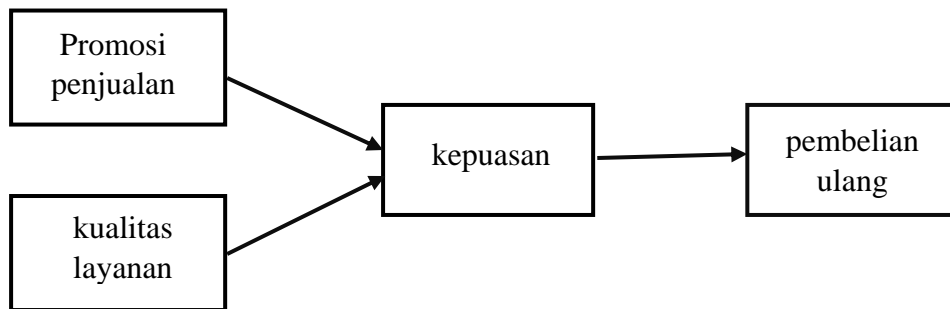 Promosi
penjualan
kualitas
layanan
kepuasan
pembelian
ulang